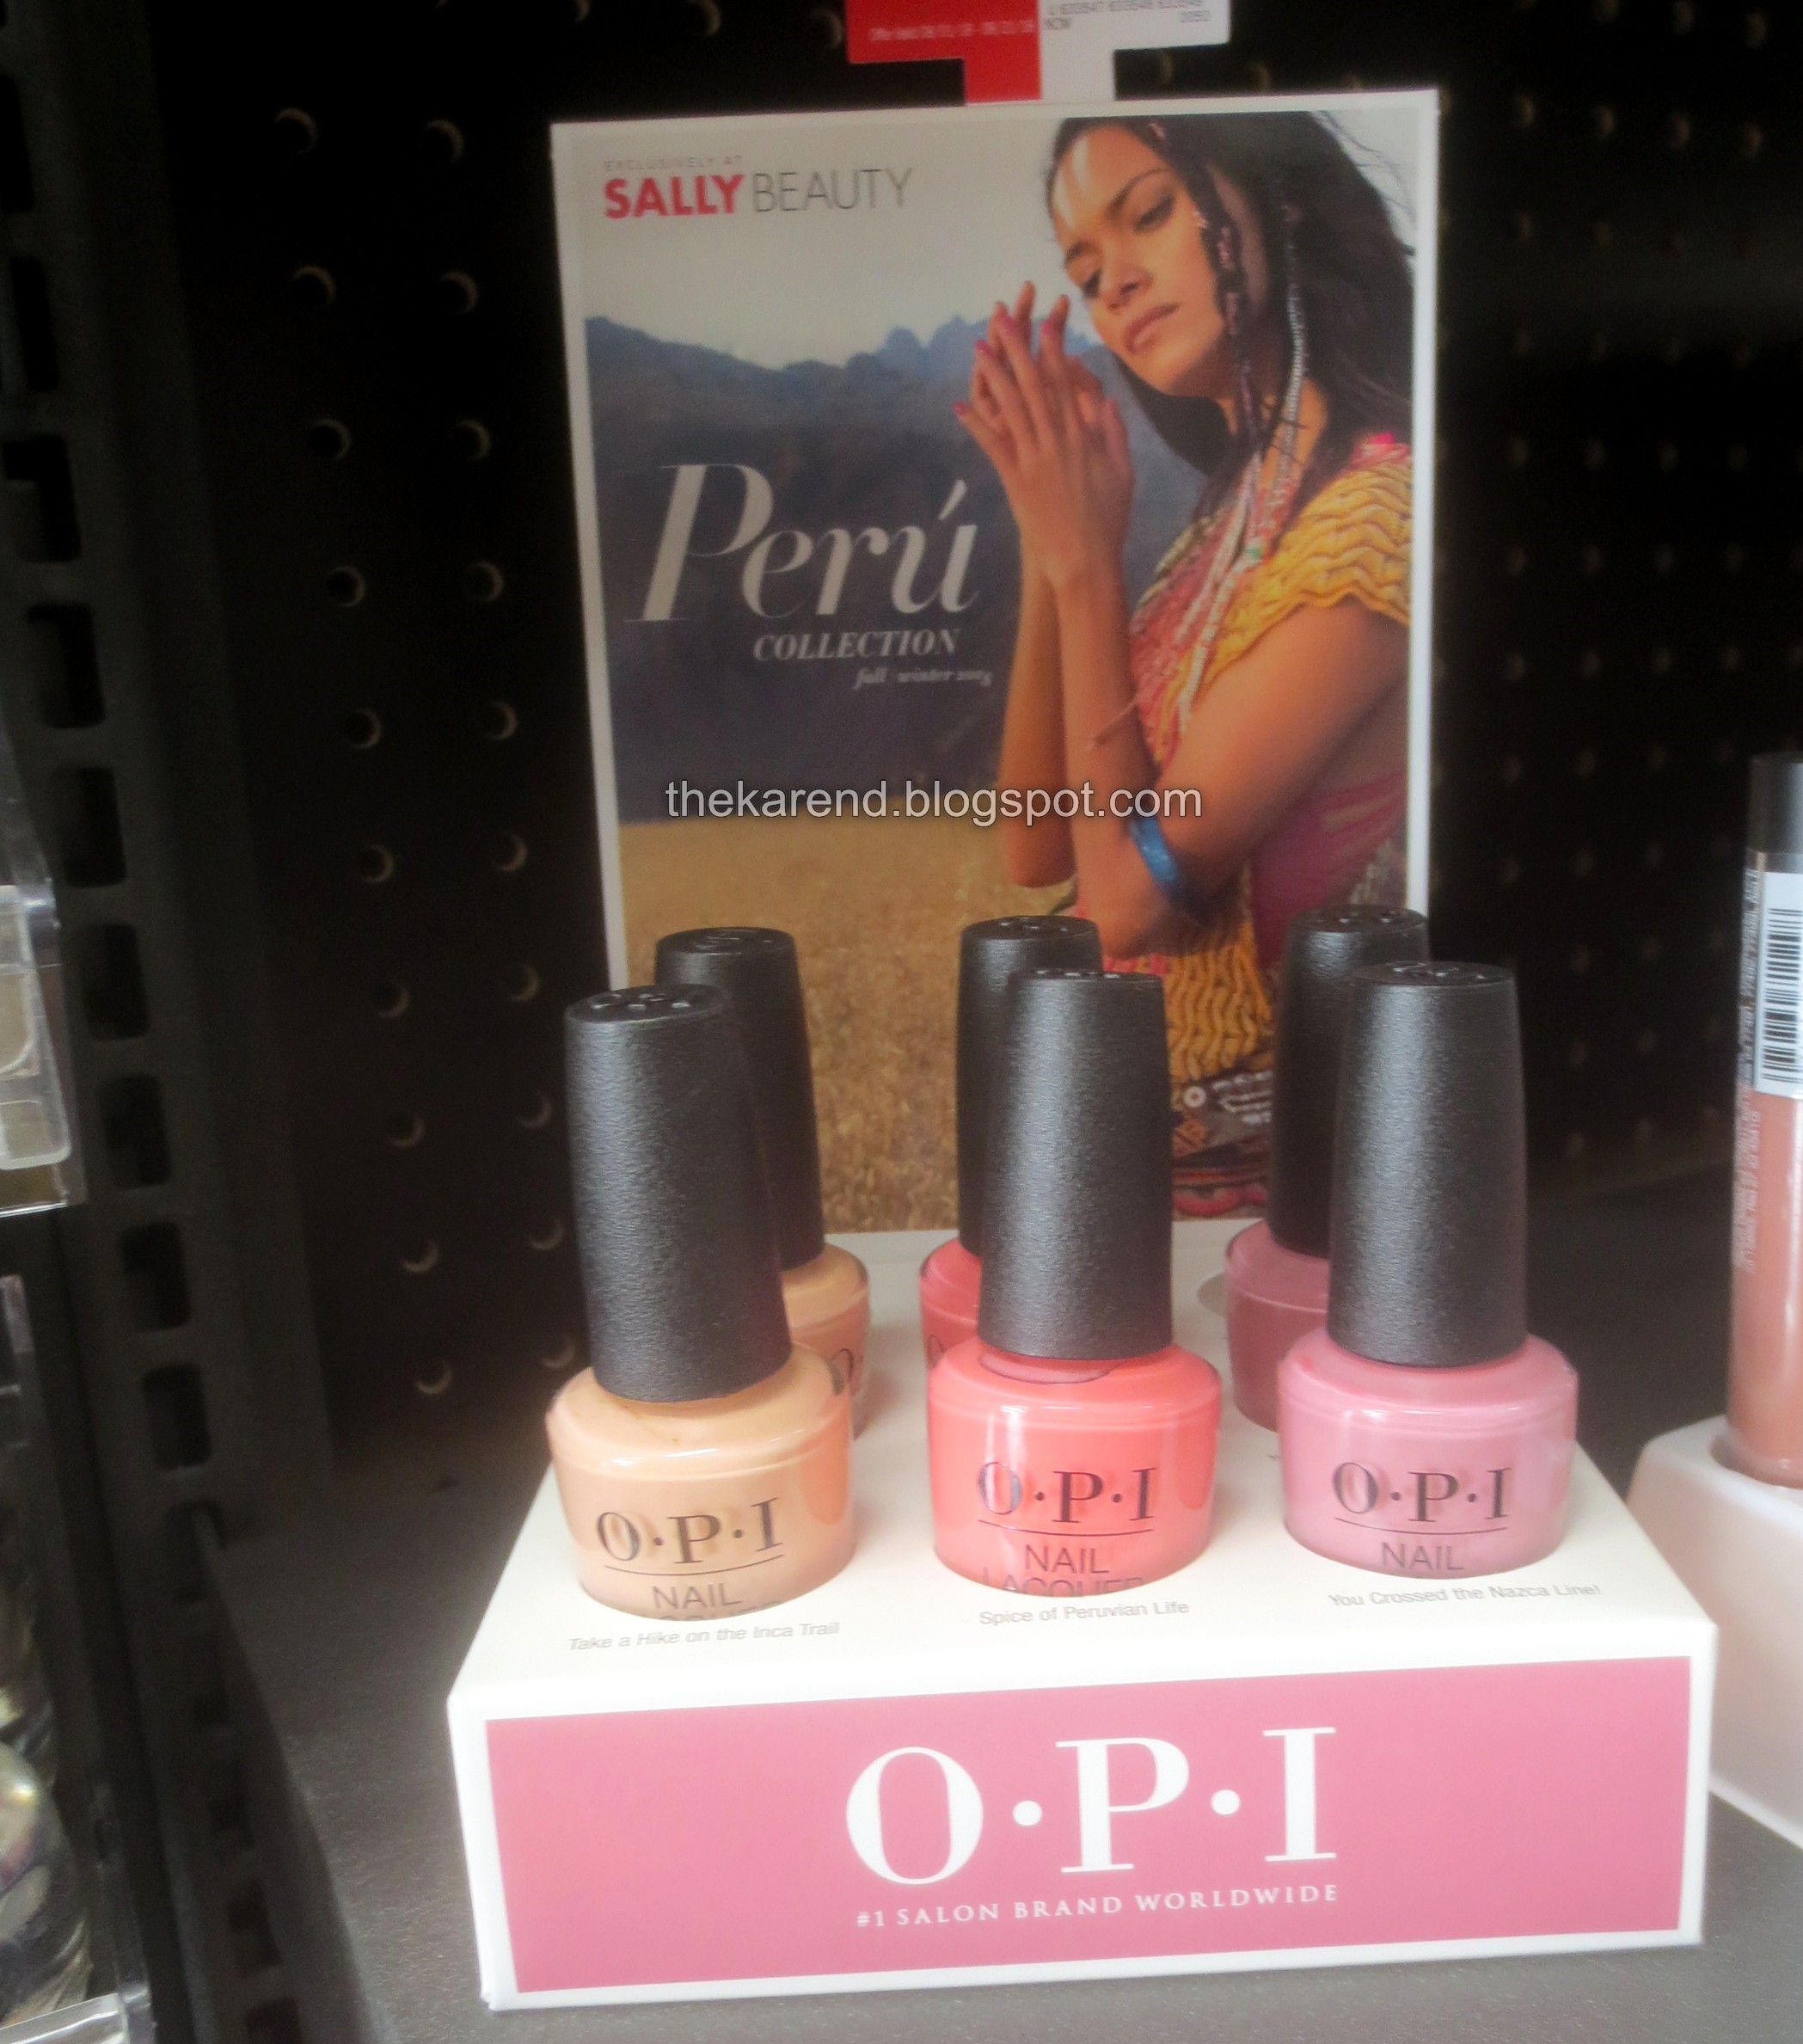 EXCLUSIVELY AT
SALLY BEAUTY
Perú
COLLECTION
fall winter
thekarend.blogspot.com
O·P·I
NAIL
O·P·I
NAIL
LACQUER
O·P·I
NAIL
Take a Hike on the Inca Trail
Spice of Peruvian Life
You Crossed the Nazca Line!
O·P·I
#1 SALON BRAND WORLDWIDE